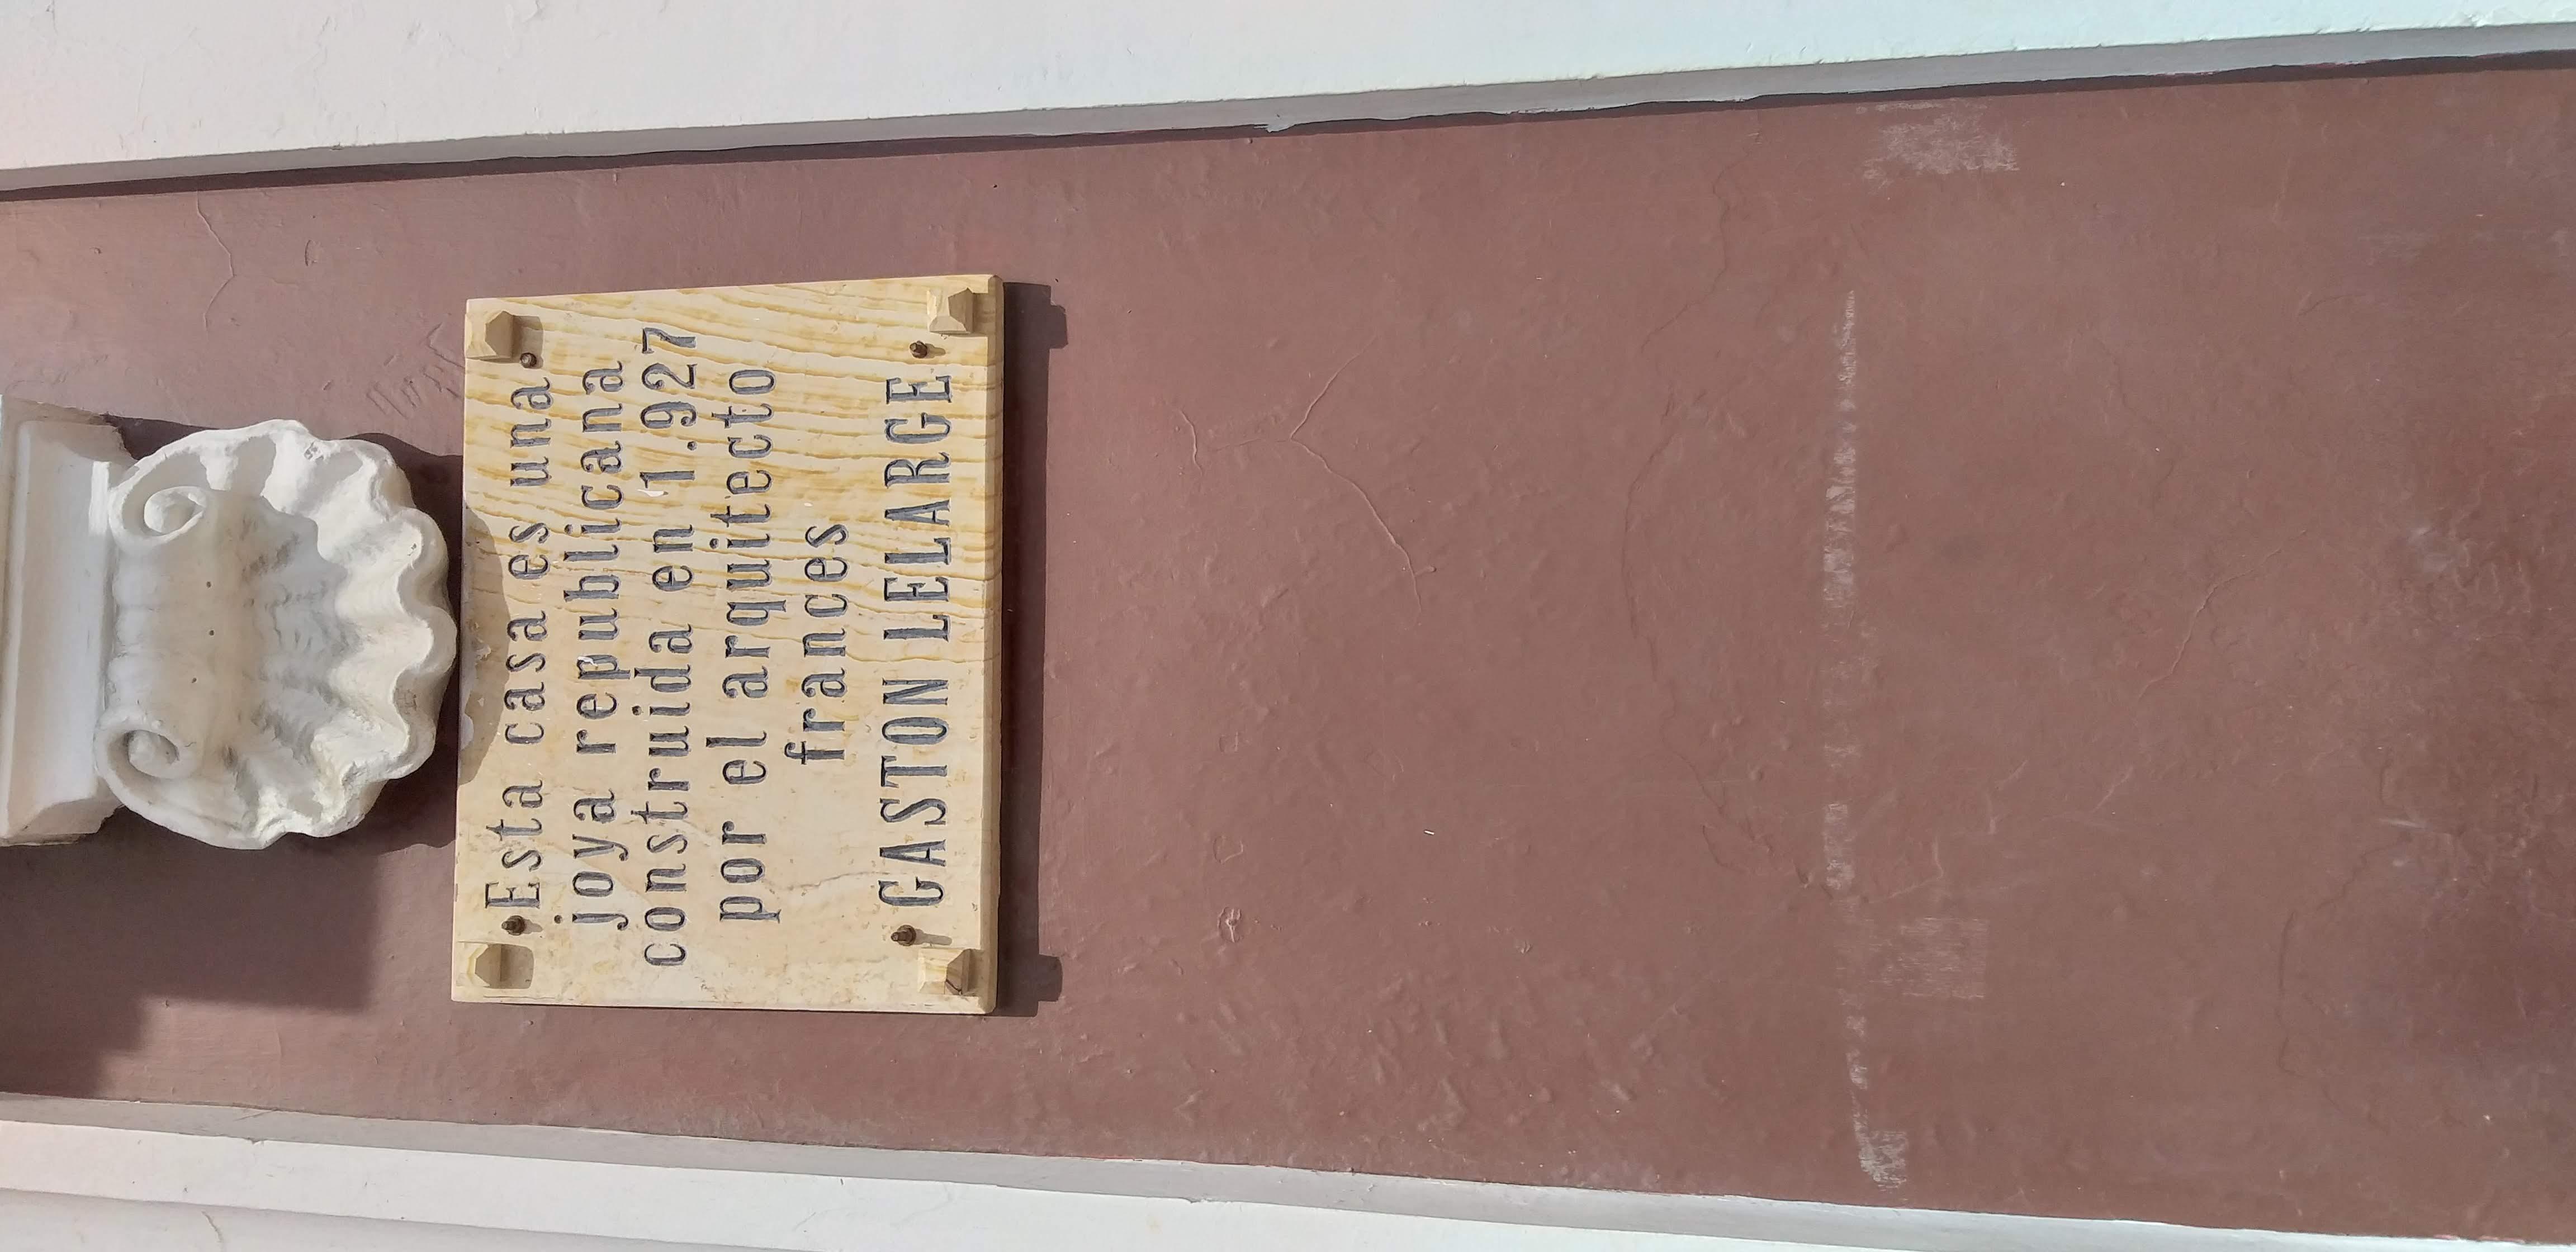 Esta casa es una
joya republicana
construida en 1.927
por el arquitecto
frances
GASTON LELARGE